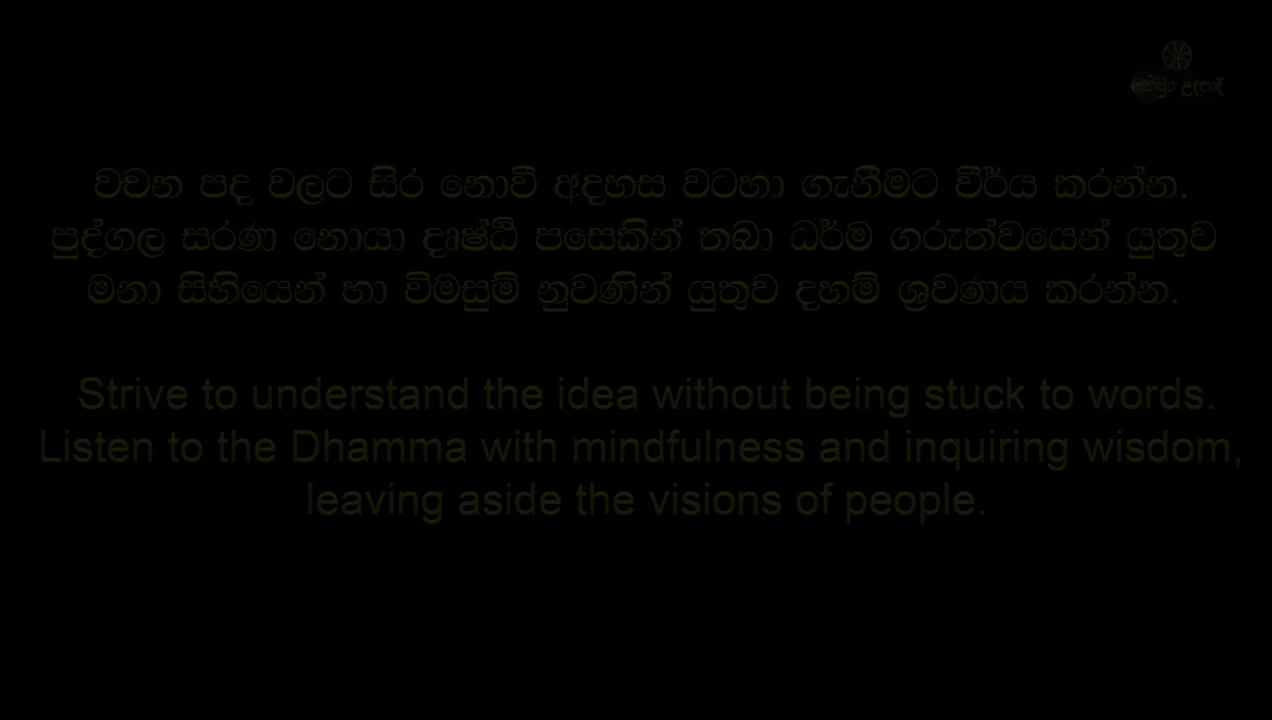 චක්ඛුං උදපාදි
වචන පද වලට සිර නොවී අදහස වටහා ගැනීමට වීර්ය කරන්න.
පුද්ගල සරණ නොයා දෘෂ්ඨි පසෙකින් තබා ධර්ම ගරුත්වයෙන් යුතුව
මනා සිහියෙන් හා විමසුම් නුවණින් යුතුව දහම් ශ්‍රවණය කරන්න.
Strive to understand the idea without being stuck to words.
Listen to the Dhamma with mindfulness and inquiring wisdom,
leaving aside the visions of people.